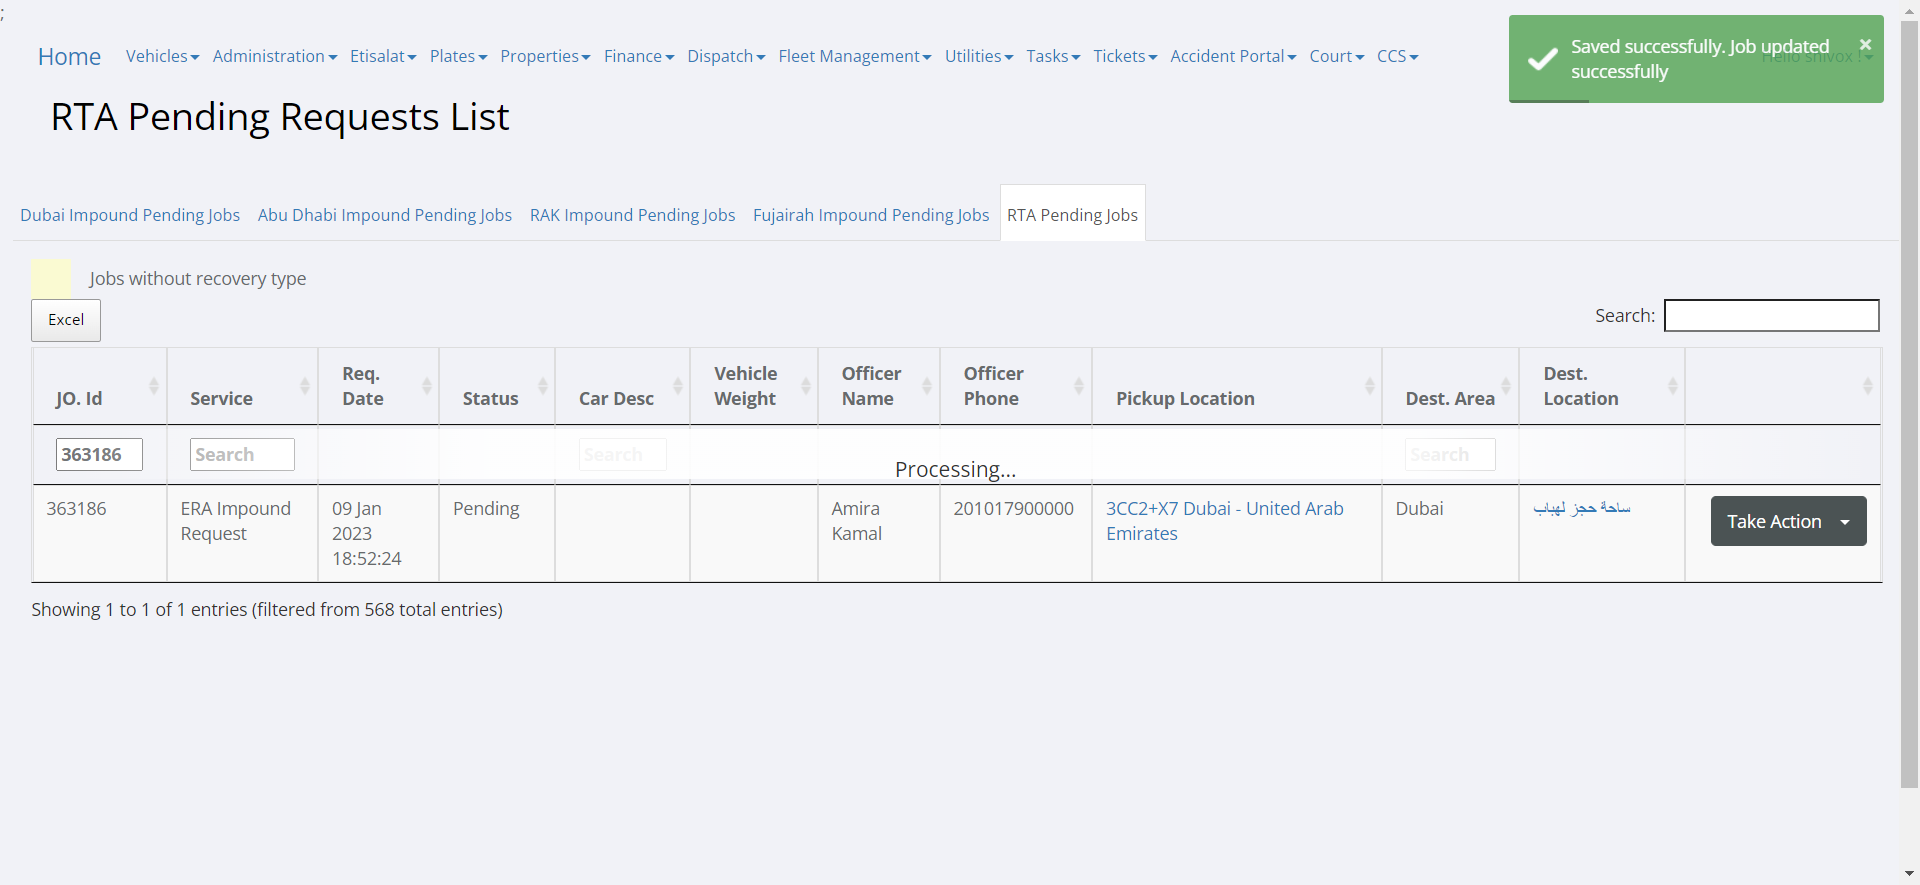 ;
Home Vehicles Administration Etisalat Plates Properties Finance Dispatch Fleet Management Utilities Tasks Tickets Accident Portal Court CCS
Saved successfully. Job updated
successfully
×
Hello shivox !
RTA Pending Requests List
Dubai Impound Pending Jobs Abu Dhabi Impound Pending Jobs RAK Impound Pending Jobs Fujairah Impound Pending Jobs RTA Pending Jobs
Jobs without recovery type
Excel
Search:
JO. Id Service Req. Date Status Car Desc Vehicle Weight Officer Name Officer Phone Pickup Location Dest. Area Dest. Location
363186 Search Search Search
Processing...
363186 ERA Impound Request 09 Jan 2023 18:52:24 Pending Amira Kamal 201017900000 3CC2+X7 Dubai - United Arab Emirates Dubai ساحة حجز لهباب Take Action
Showing 1 to 1 of 1 entries (filtered from 568 total entries)